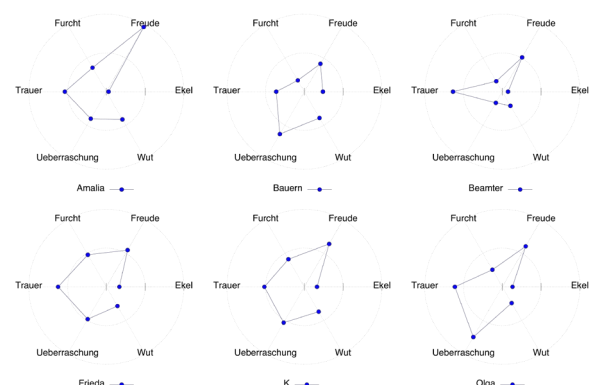 Furcht Freude Furcht Freude Furcht Freude
Trauer Ekel Trauer Ekel Trauer Ekel
Ueberraschung Wut Ueberraschung Wut Ueberraschung Wut
Amalia Bauern Beamter
Furcht Freude Furcht Freude Furcht Freude
Trauer Ekel Trauer Ekel Trauer Ekel
Ueberraschung Wut Ueberraschung Wut Ueberraschung Wut
Frieda K Olga